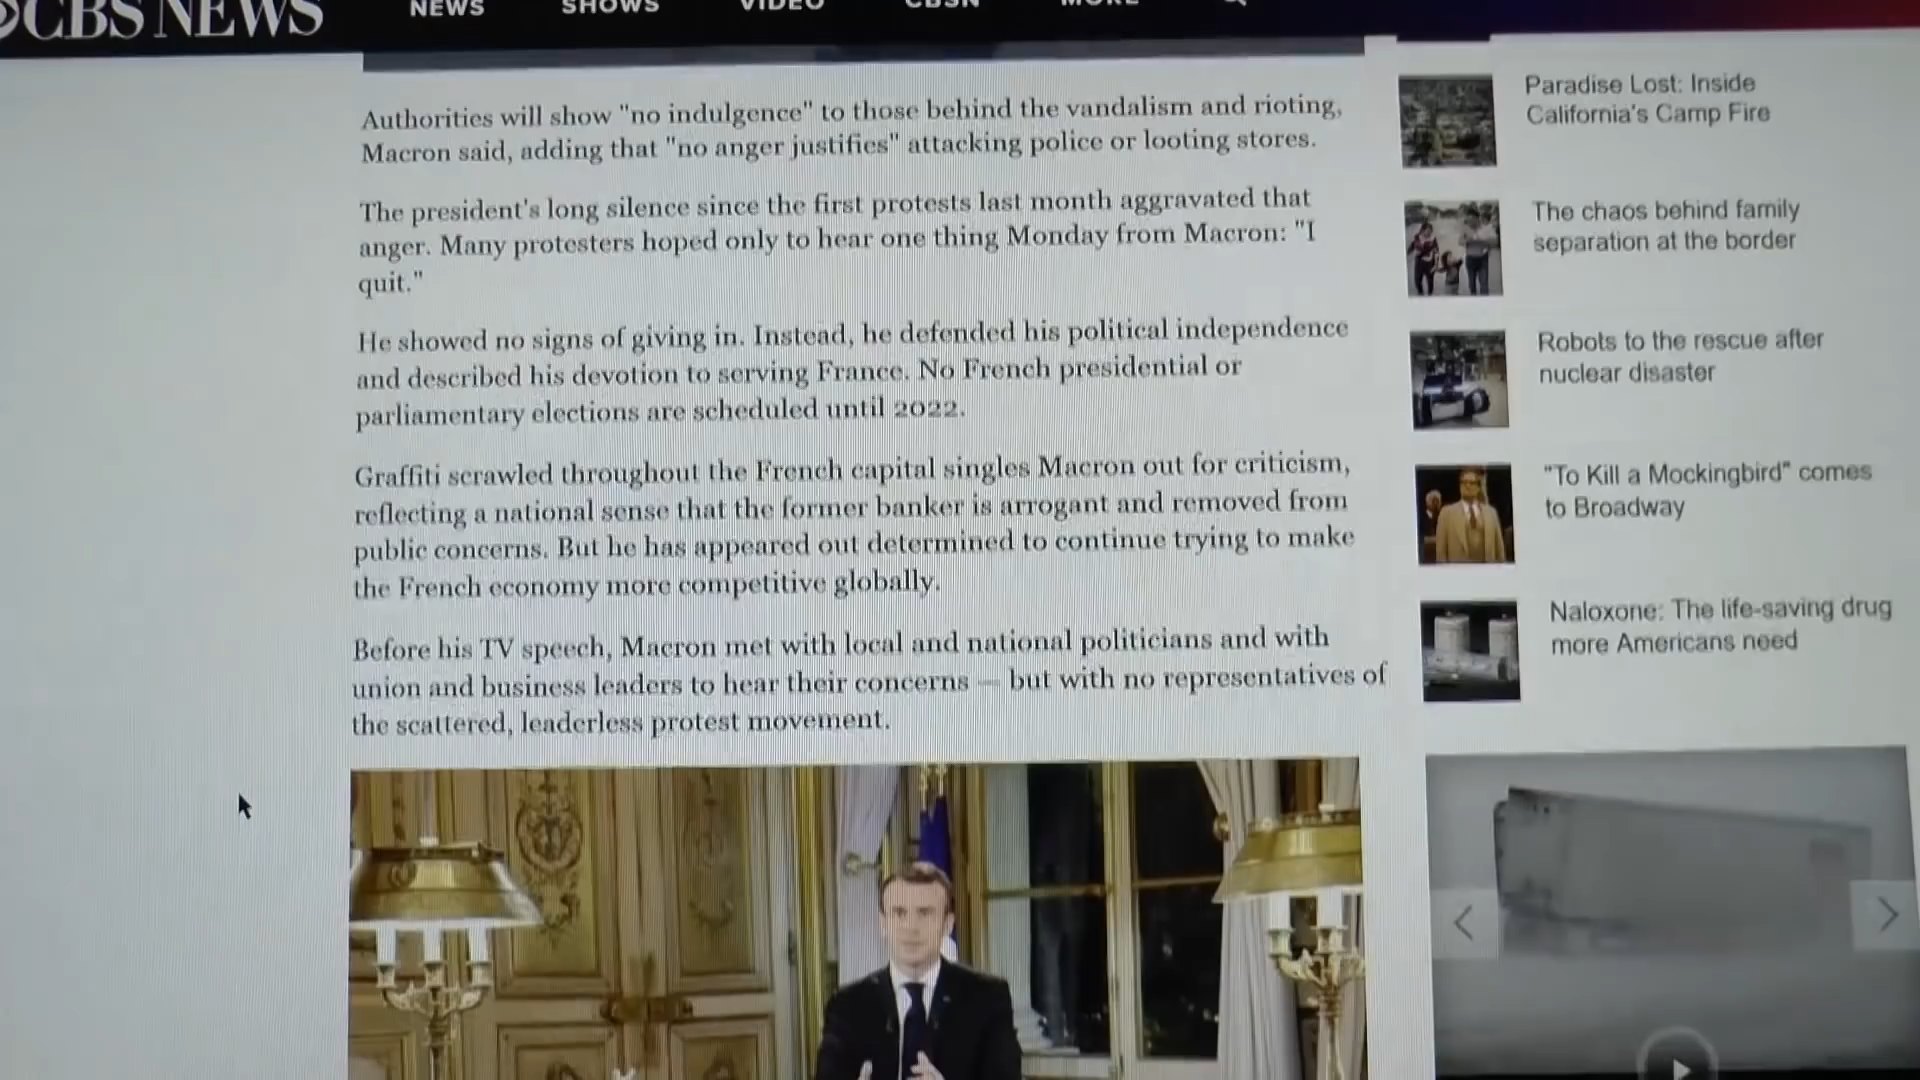 CBS NEWS
NEWS
SHOWS
VIDEO
CBSN
MORE
Authorities will show "no indulgence" to those behind the vandalism and rioting,
Macron said, adding that "no anger justifies" attacking police or looting stores.
The president's long silence since the first protests last month aggravated that
anger. Many protesters hoped only to hear one thing Monday from Macron: "I
quit."
He showed no signs of giving in. Instead, he defended his political independence
and described his devotion to serving France. No French presidential or
parliamentary elections are scheduled until 2022.
Graffiti scrawled throughout the French capital singles Macron out for criticism,
reflecting a national sense that the former banker is arrogant and removed from
public concerns. But he has appeared out determined to continue trying to make
the French economy more competitive globally.
Before his TV speech, Macron met with local and national politicians and with
union and business leaders to hear their concerns — but with no representatives of
the scattered, leaderless protest movement.
Paradise Lost: Inside
California's Camp Fire
The chaos behind family
separation at the border
Robots to the rescue after
nuclear disaster
"To Kill a Mockingbird" comes
to Broadway
Naloxone: The life-saving drug
more Americans need